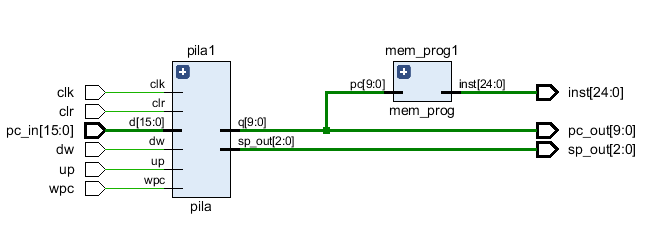 pila1
mem_prog1
clk
clr
pc_in[15:0]
dw
up
wpc
clk
clr
d[15:0]
dw
up
wpc
q[9:0]
sp_out[2:0]
pila
pc[9:0]
inst[24:0]
mem_prog
inst[24:0]
pc_out[9:0]
sp_out[2:0]